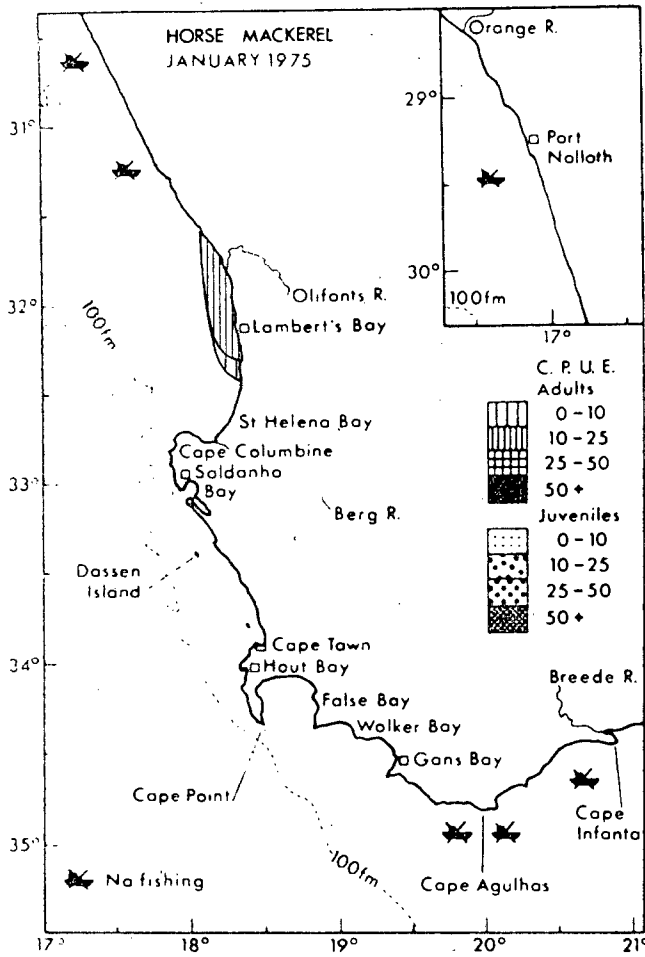 HORSE MACKEREL
JANUARY 1975
Orange R.
29°
Port
Nolloth
30°
100fm
17°
31°
Olifants R.
32°
100fm
Lambert's Bay
C. P. U. E.
Adults
0-10
10-25
25-50
50+
Juveniles
0-10
10-25
25-50
50+
St Helena Bay
Cape Columbine
Saldanha
Bay
33°
Berg R.
Dassen
Island
Cape Town
34°
Hout Bay
Breede R.
False Bay
Walker Bay
Gans Bay
Cape Point
Cape
Infanta
35°
100fm
No fishing
Cape Agulhas
17°
18°
19°
20°
21°